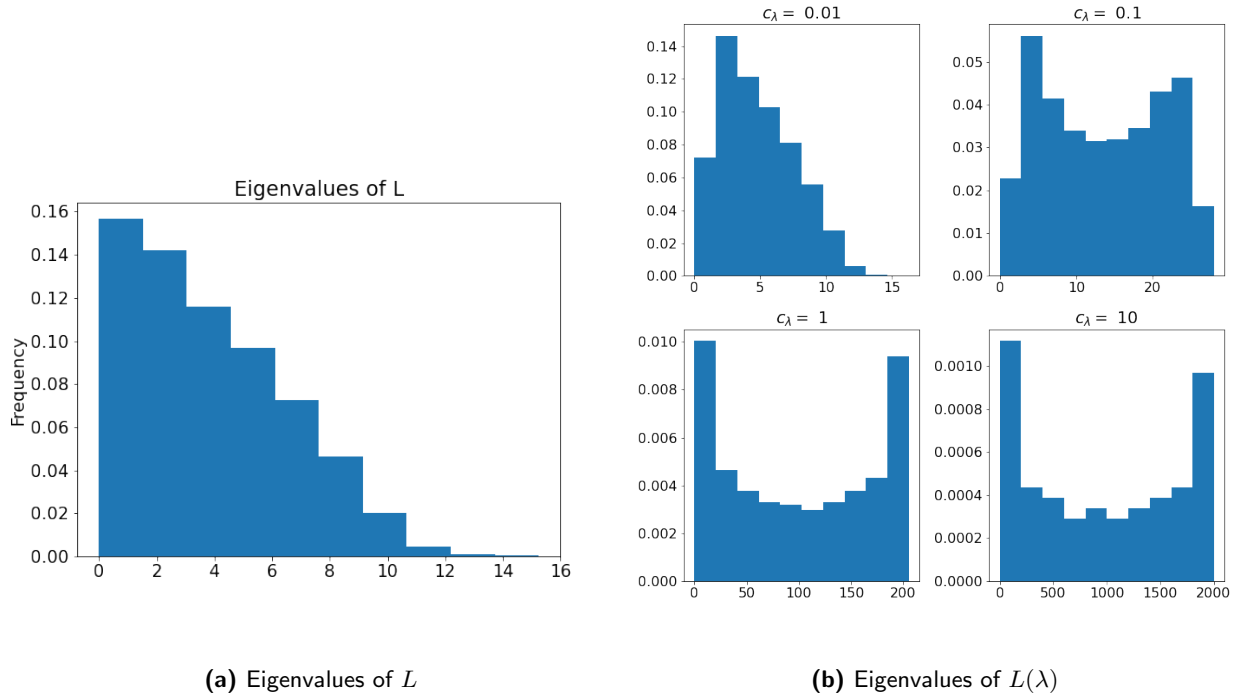 Eigenvalues of L
Frequency
0.16
0.14
0.12
0.10
0.08
0.06
0.04
0.02
0.00
0 2 4 6 8 10 12 14 16
(a) Eigenvalues of L
c_λ = 0.01
0.14
0.12
0.10
0.08
0.06
0.04
0.02
0.00
0 5 10 15
c_λ = 0.1
0.05
0.04
0.03
0.02
0.01
0.00
0 10 20
c_λ = 1
0.010
0.008
0.006
0.004
0.002
0.000
0 50 100 150 200
c_λ = 10
0.0010
0.0008
0.0006
0.0004
0.0002
0.0000
0 500 1000 1500 2000
(b) Eigenvalues of L(λ)